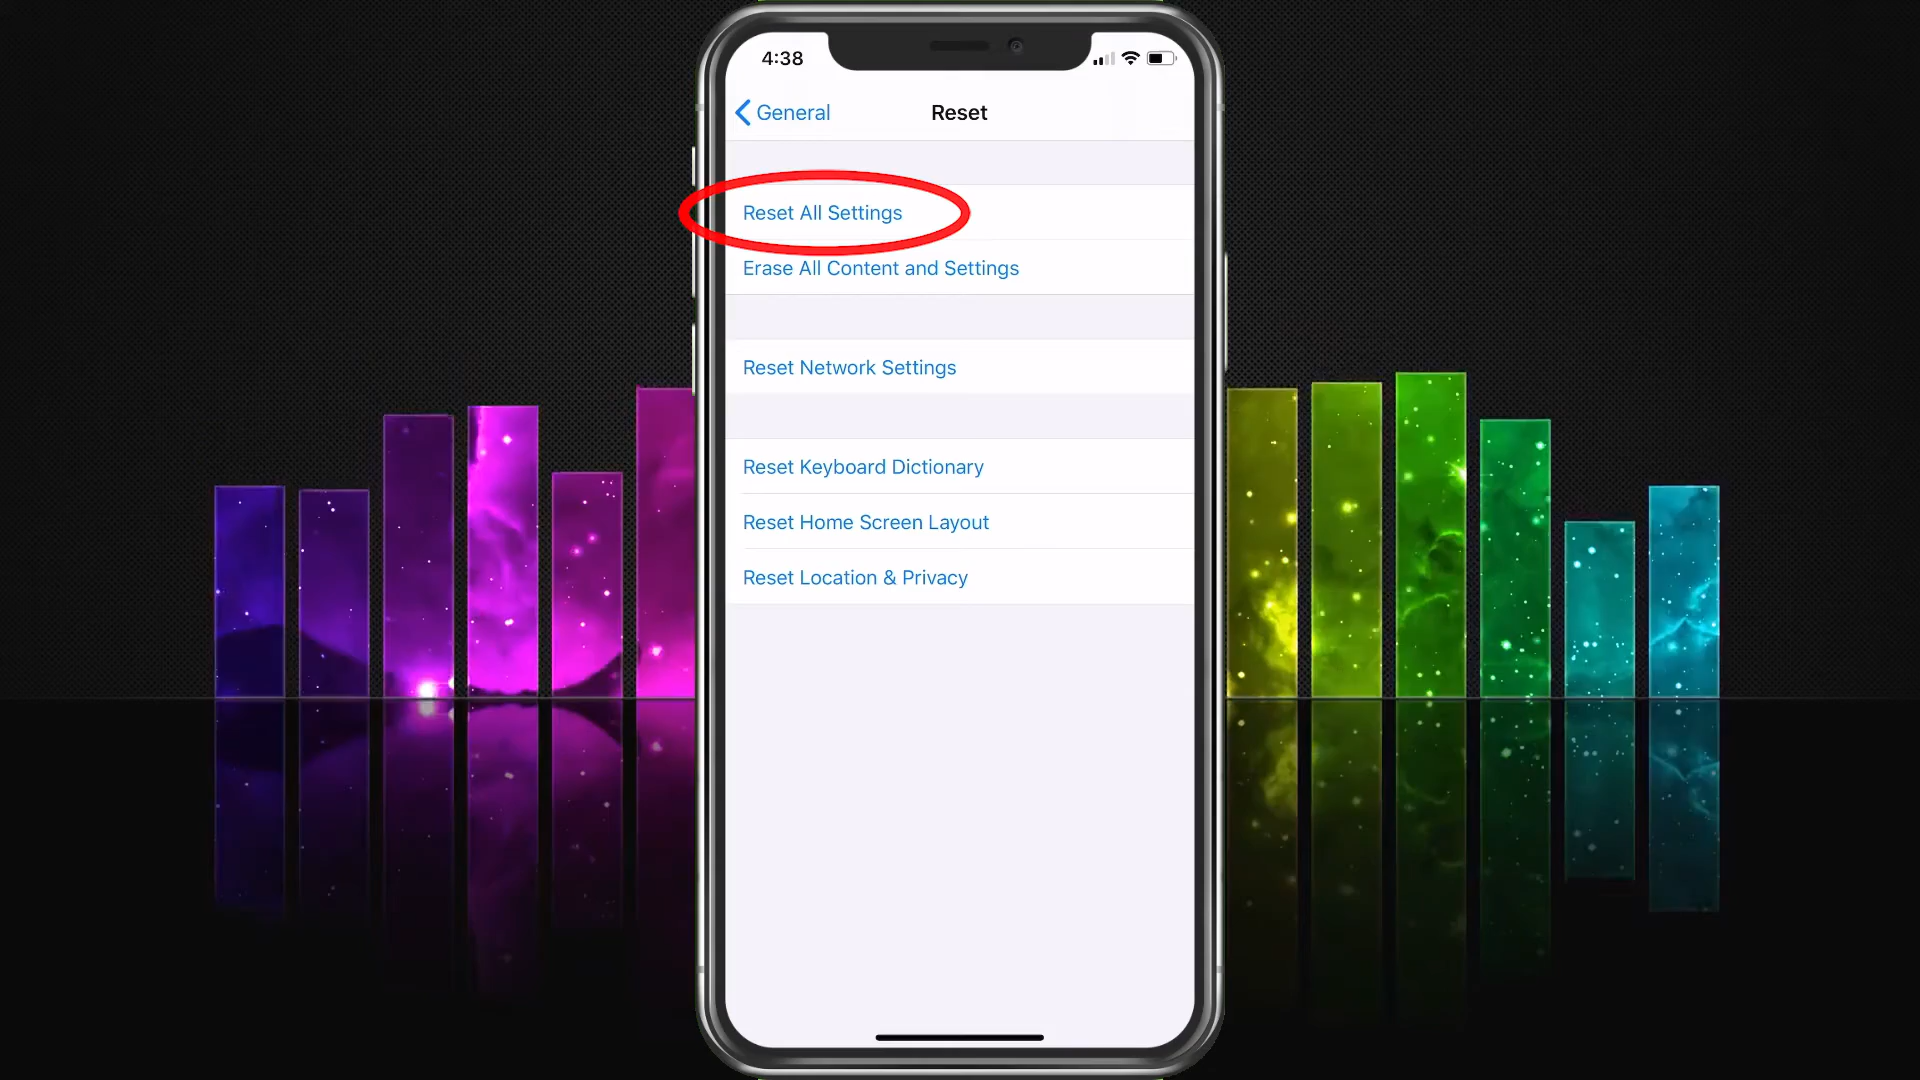 4:38
General
Reset
Reset All Settings
Erase All Content and Settings
Reset Network Settings
Reset Keyboard Dictionary
Reset Home Screen Layout
Reset Location & Privacy